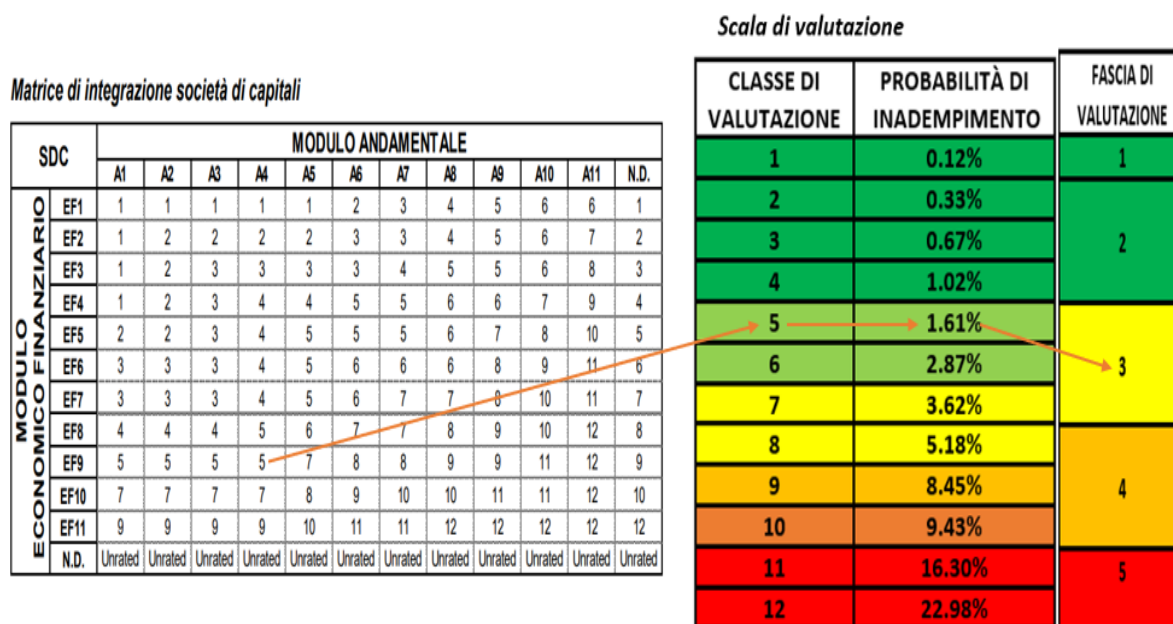 Scala di valutazione
Matrice di integrazione società di capitali
SDC MODULO ANDAMENTALE
A1 A2 A3 A4 A5 A6 A7 A8 A9 A10 A11 N.D.
MODULO
ECONOMICO FINANZIARIO
EF1 1 1 1 1 1 2 3 4 5 6 6 1
EF2 1 2 2 2 2 3 3 4 5 6 7 2
EF3 1 2 3 3 3 3 4 5 5 6 8 3
EF4 1 2 3 4 4 5 5 6 6 7 9 4
EF5 2 2 3 4 5 5 5 6 7 8 10 5
EF6 3 3 3 4 5 6 6 6 8 9 11 6
EF7 3 3 3 4 5 6 7 7 8 10 11 7
EF8 4 4 4 5 6 7 7 8 9 10 12 8
EF9 5 5 5 5 7 8 8 9 9 11 12 9
EF10 7 7 7 7 8 9 10 10 11 11 12 10
EF11 9 9 9 9 10 11 11 12 12 12 12 12
N.D. Unrated Unrated Unrated Unrated Unrated Unrated Unrated Unrated Unrated Unrated Unrated Unrated
CLASSE DI PROBABILITÀ DI FASCIA DI
VALUTAZIONE INADEMPIMENTO VALUTAZIONE
1 0.12% 1
2 0.33%
3 0.67% 2
4 1.02%
5 1.61%
6 2.87% 3
7 3.62%
8 5.18%
9 8.45% 4
10 9.43%
11 16.30% 5
12 22.98%